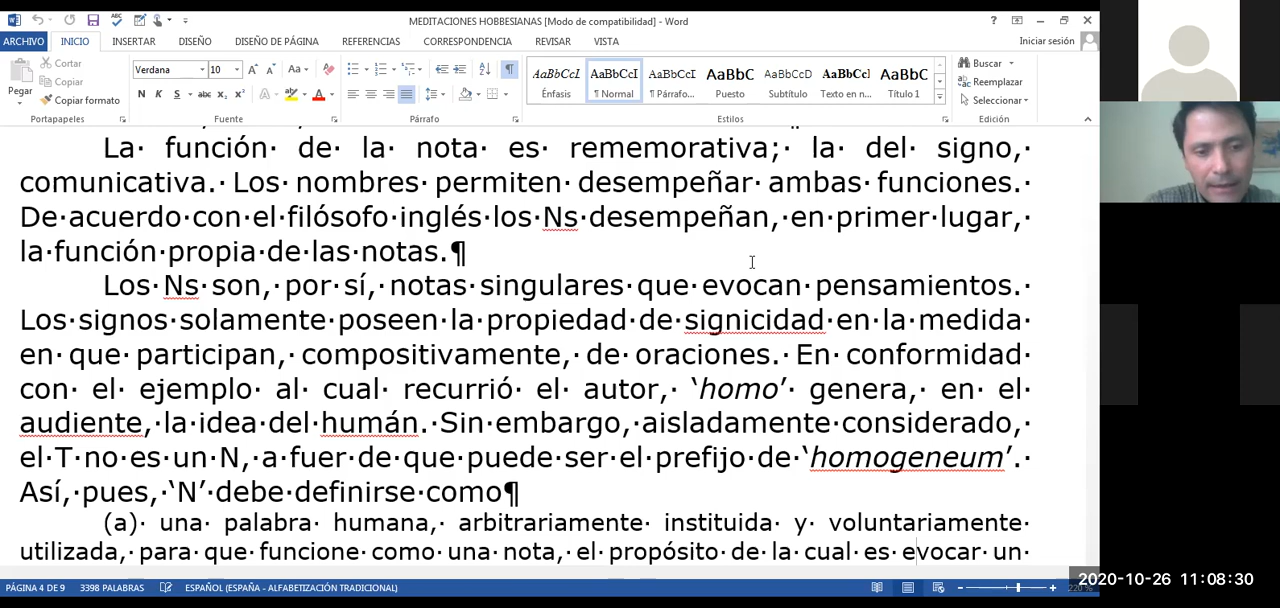 MEDITACIONES HOBBESIANAS [Modo de compatibilidad] - Word
ARCHIVO INICIO INSERTAR DISEÑO DISEÑO DE PÁGINA REFERENCIAS CORRESPONDENCIA REVISAR VISTA Iniciar sesión
Pegar
Cortar
Copiar
Copiar formato
Portapapeles
Verdana 10
N K S abc x₂ x²
Fuente
Párrafo
AaBbCcI AaBbCcI AaBbCcI AaBbC AaBbCcD AaBbCcI AaBbC
Énfasis ¶ Normal ¶ Párrafo... Puesto Subtítulo Texto en n... Título 1
Estilos
Buscar
Reemplazar
Seleccionar
Edición
La función de la nota es rememorativa; la del signo,
comunicativa. Los nombres permiten desempeñar ambas funciones.
De acuerdo con el filósofo inglés los Ns desempeñan, en primer lugar,
la función propia de las notas.¶
Los Ns son, por sí, notas singulares que evocan pensamientos.
Los signos solamente poseen la propiedad de signicidad en la medida
en que participan, compositivamente, de oraciones. En conformidad
con el ejemplo al cual recurrió el autor, ‘homo’ genera, en el
audiente, la idea del humán. Sin embargo, aisladamente considerado,
el T no es un N, a fuer de que puede ser el prefijo de ‘homogeneum’.
Así, pues, ‘N’ debe definirse como¶
(a) una palabra humana, arbitrariamente instituida y voluntariamente
utilizada, para que funcione como una nota, el propósito de la cual es evocar un
PÁGINA 4 DE 9 3398 PALABRAS ESPAÑOL (ESPAÑA - ALFABETIZACIÓN TRADICIONAL) 220 %
2020-10-26 11:08:30